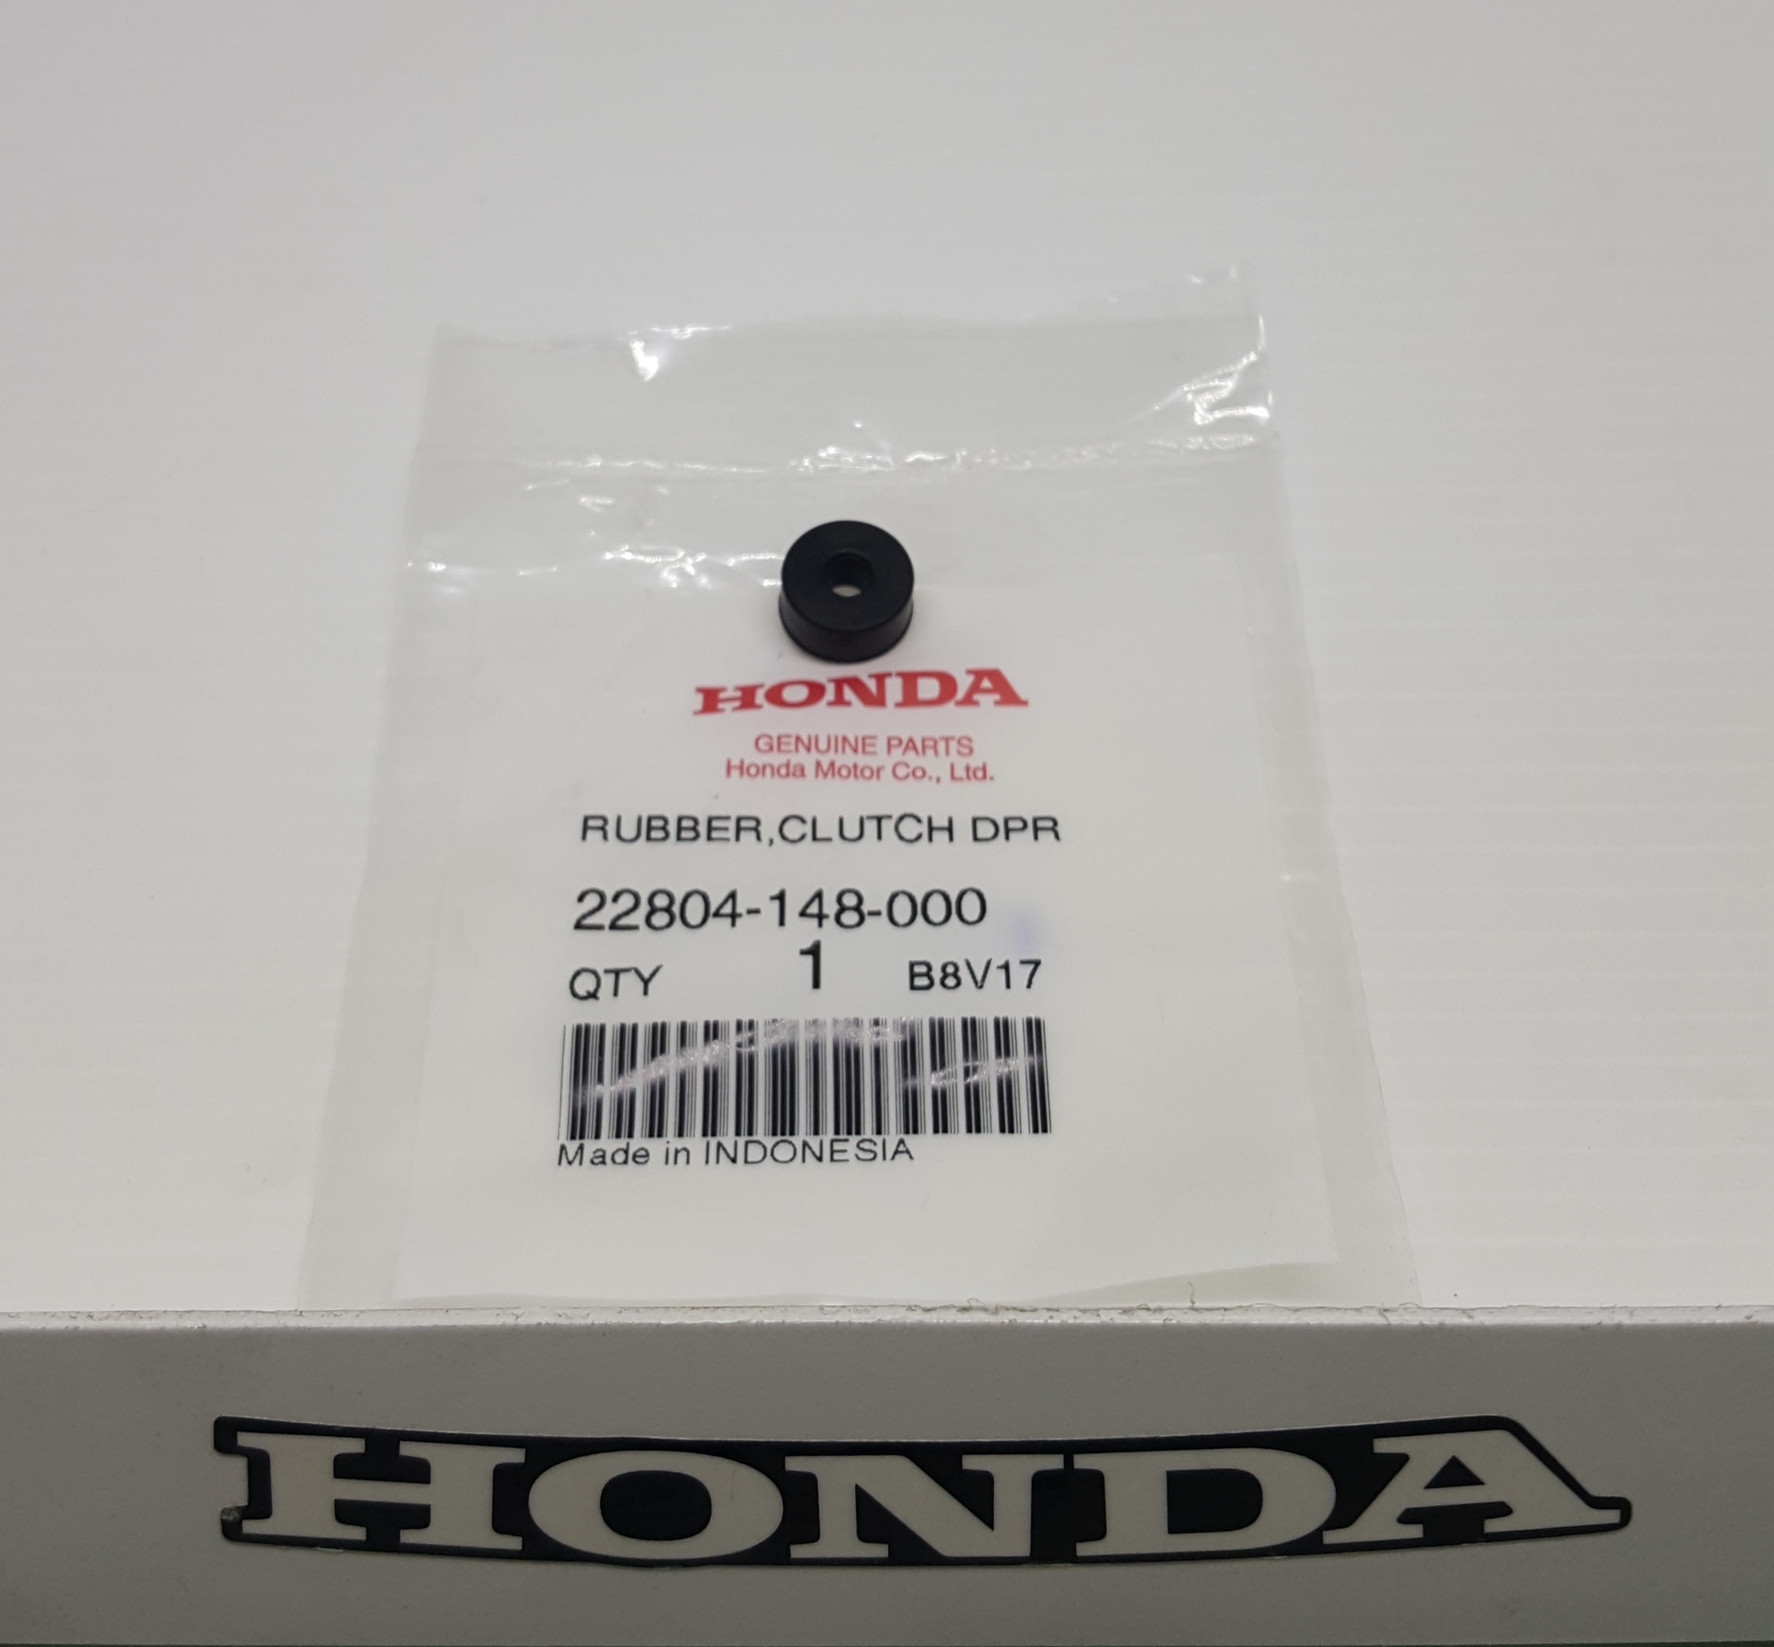 HONDA
GENUINE PARTS
Honda Motor Co., Ltd.
RUBBER,CLUTCH DPR
22804-148-000
QTY 1 B8V17
Made in INDONESIA
HONDA